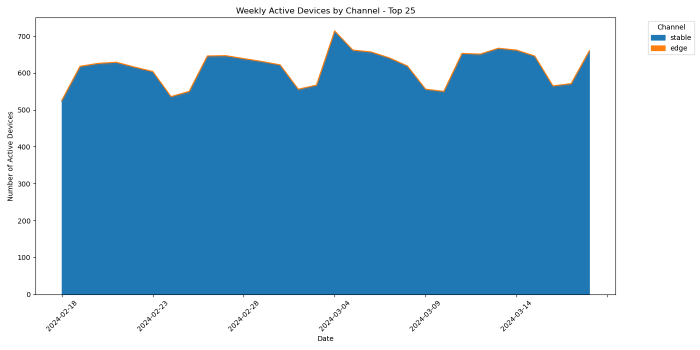 Weekly Active Devices by Channel - Top 25
Channel
stable
edge
Number of Active Devices
700
600
500
400
300
200
100
0
2024-02-18
2024-02-23
2024-02-28
2024-03-04
2024-03-09
2024-03-14
Date